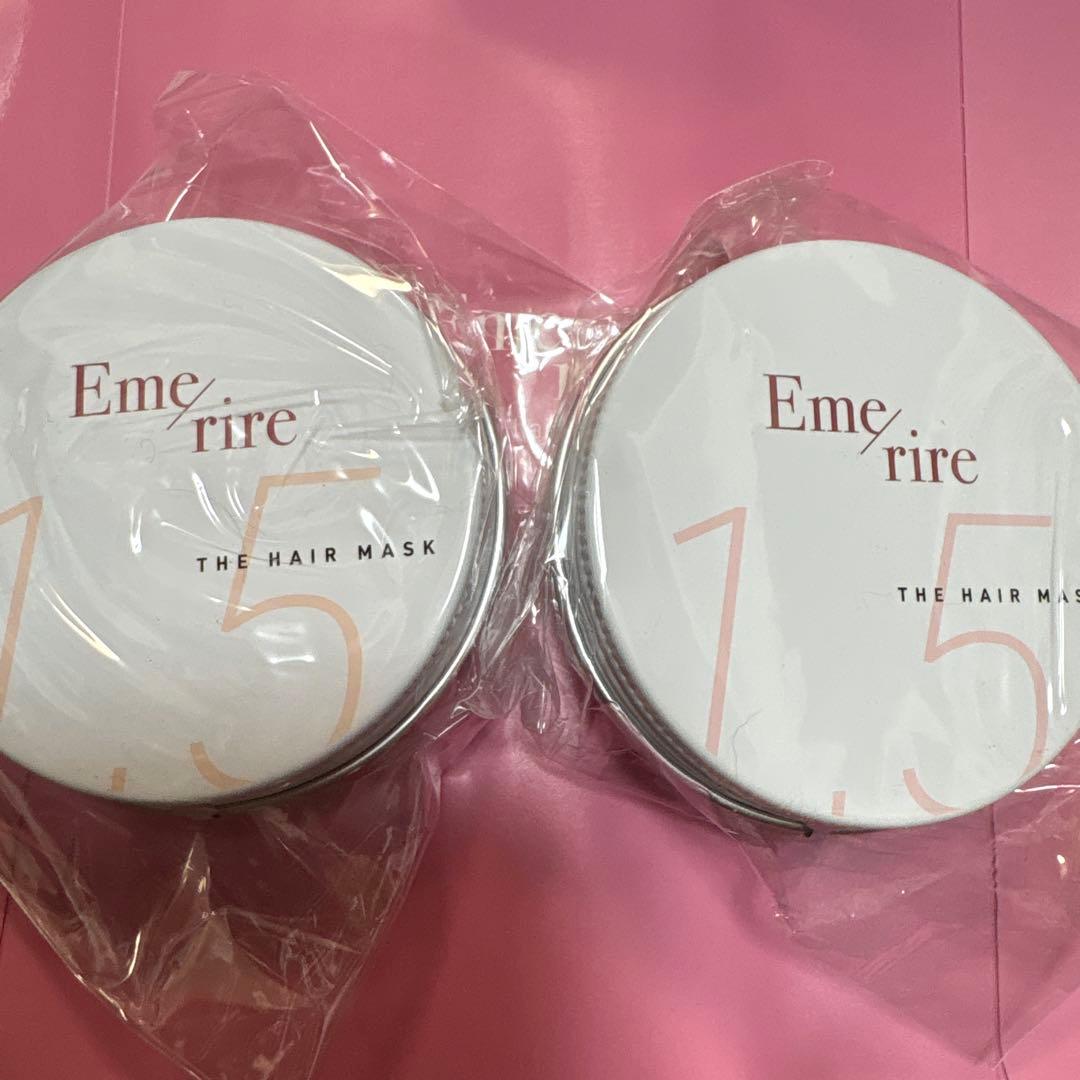 Eme/
rire
1.5
THE HAIR MASK
Eme/
rire
1.5
THE HAIR MAS